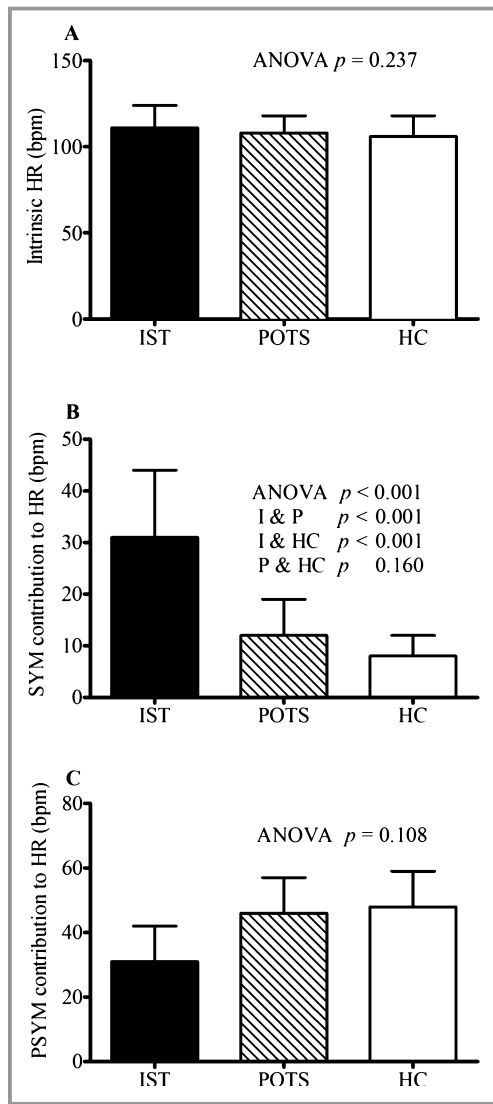 A
ANOVA p = 0.237
Intrinsic HR (bpm)
150
100
50
0
IST POTS HC
B
SYM contribution to HR (bpm)
50
40
30
20
10
0
ANOVA p < 0.001
I & P p < 0.001
I & HC p < 0.001
P & HC p 0.160
IST POTS HC
C
PSYM contribution to HR (bpm)
80
60
40
20
0
ANOVA p = 0.108
IST POTS HC